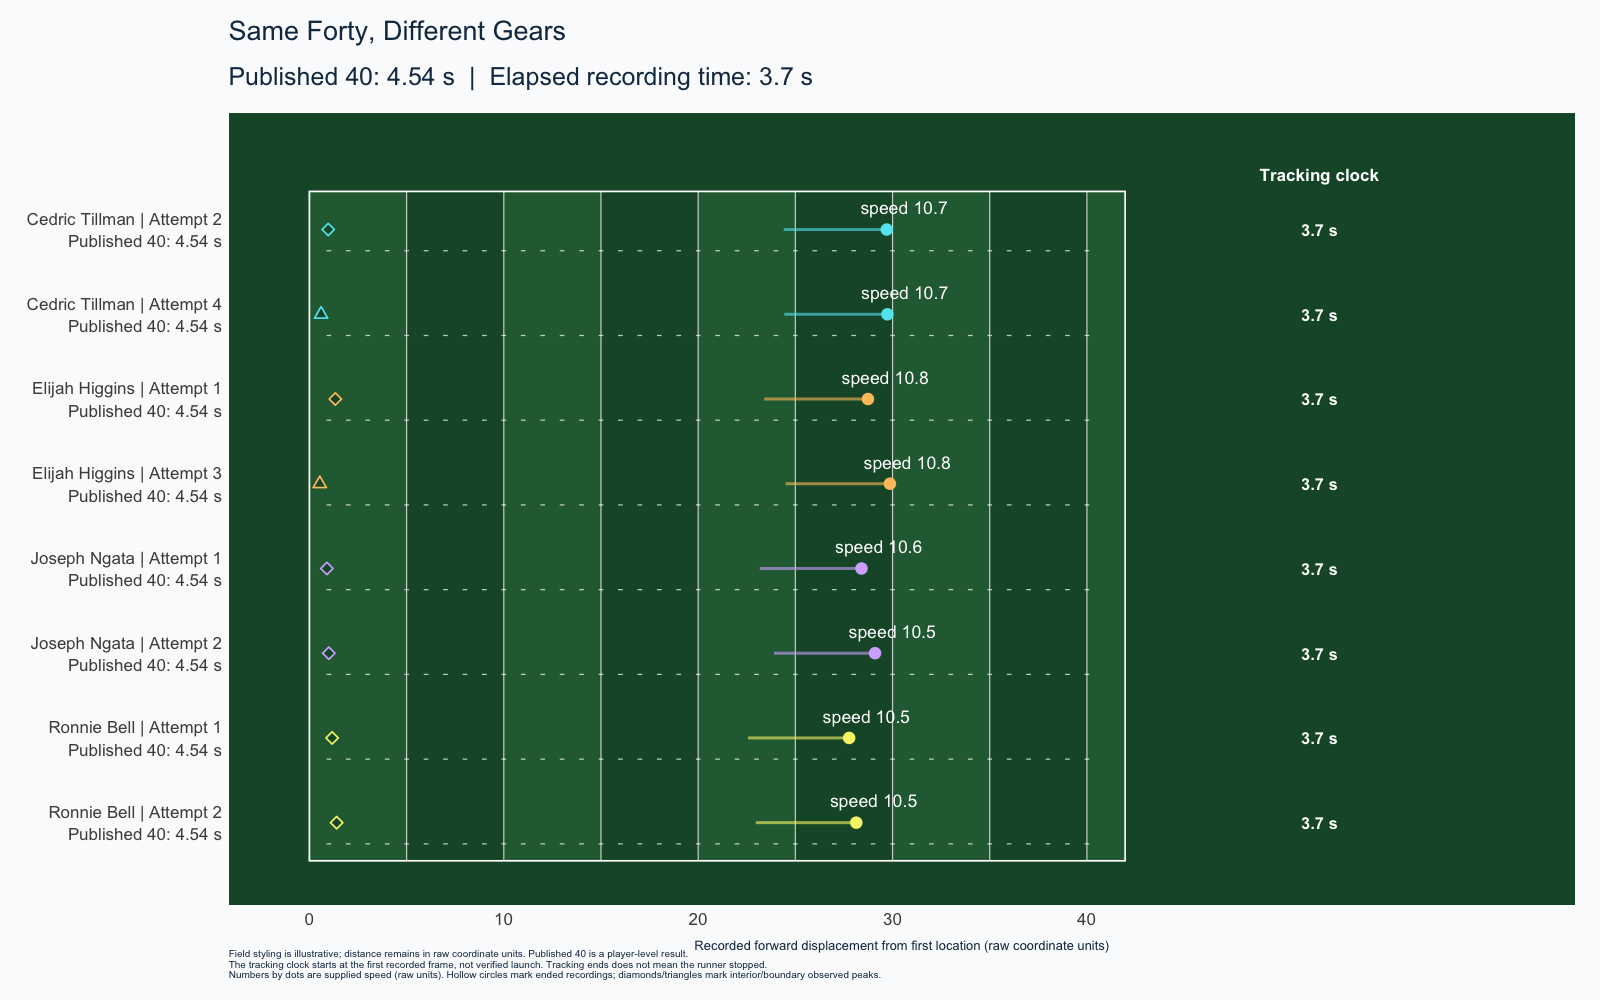 Same Forty, Different Gears
Published 40: 4.54 s | Elapsed recording time: 3.7 s
Tracking clock
Cedric Tillman | Attempt 2
Published 40: 4.54 s
speed 10.7
3.7 s
Cedric Tillman | Attempt 4
Published 40: 4.54 s
speed 10.7
3.7 s
Elijah Higgins | Attempt 1
Published 40: 4.54 s
speed 10.8
3.7 s
Elijah Higgins | Attempt 3
Published 40: 4.54 s
speed 10.8
3.7 s
Joseph Ngata | Attempt 1
Published 40: 4.54 s
speed 10.6
3.7 s
Joseph Ngata | Attempt 2
Published 40: 4.54 s
speed 10.5
3.7 s
Ronnie Bell | Attempt 1
Published 40: 4.54 s
speed 10.5
3.7 s
Ronnie Bell | Attempt 2
Published 40: 4.54 s
speed 10.5
3.7 s
0 10 20 30 40
Recorded forward displacement from first location (raw coordinate units)
Field styling is illustrative; distance remains in raw coordinate units. Published 40 is a player-level result.
The tracking clock starts at the first recorded frame, not verified launch. Tracking ends does not mean the runner stopped.
Numbers by dots are supplied speed (raw units). Hollow circles mark ended recordings; diamonds/triangles mark interior/boundary observed peaks.